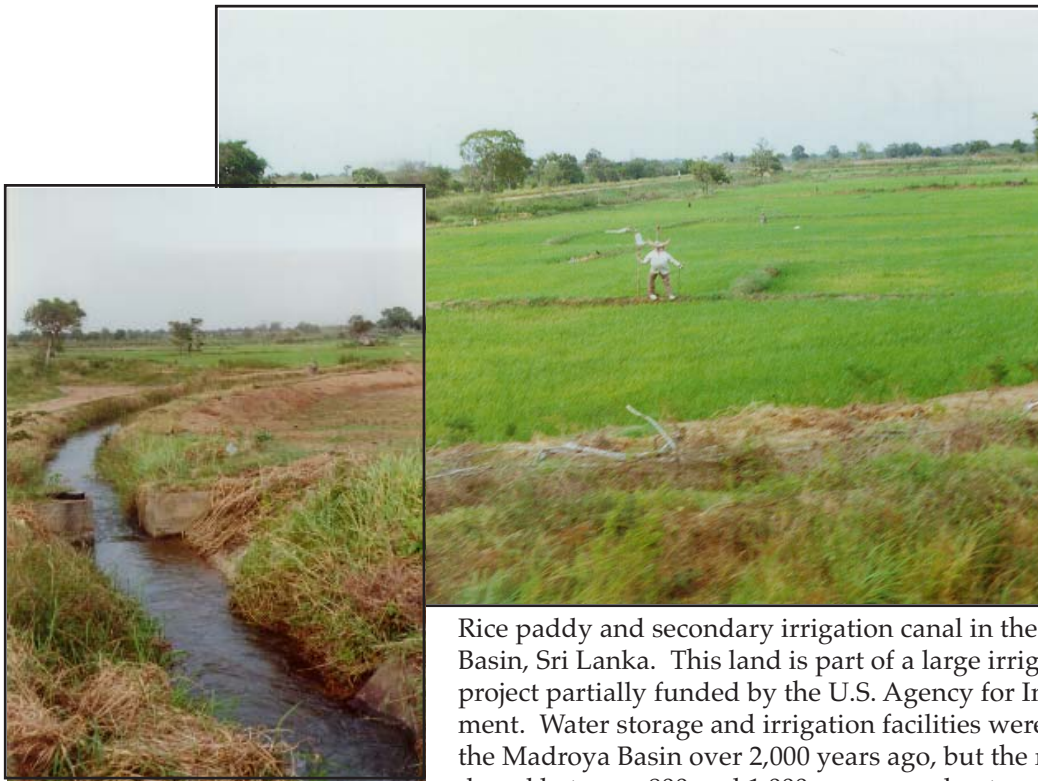 Rice paddy and secondary irrigation canal in the
Basin, Sri Lanka. This land is part of a large irrig
project partially funded by the U.S. Agency for In
ment. Water storage and irrigation facilities were
the Madroya Basin over 2,000 years ago, but the